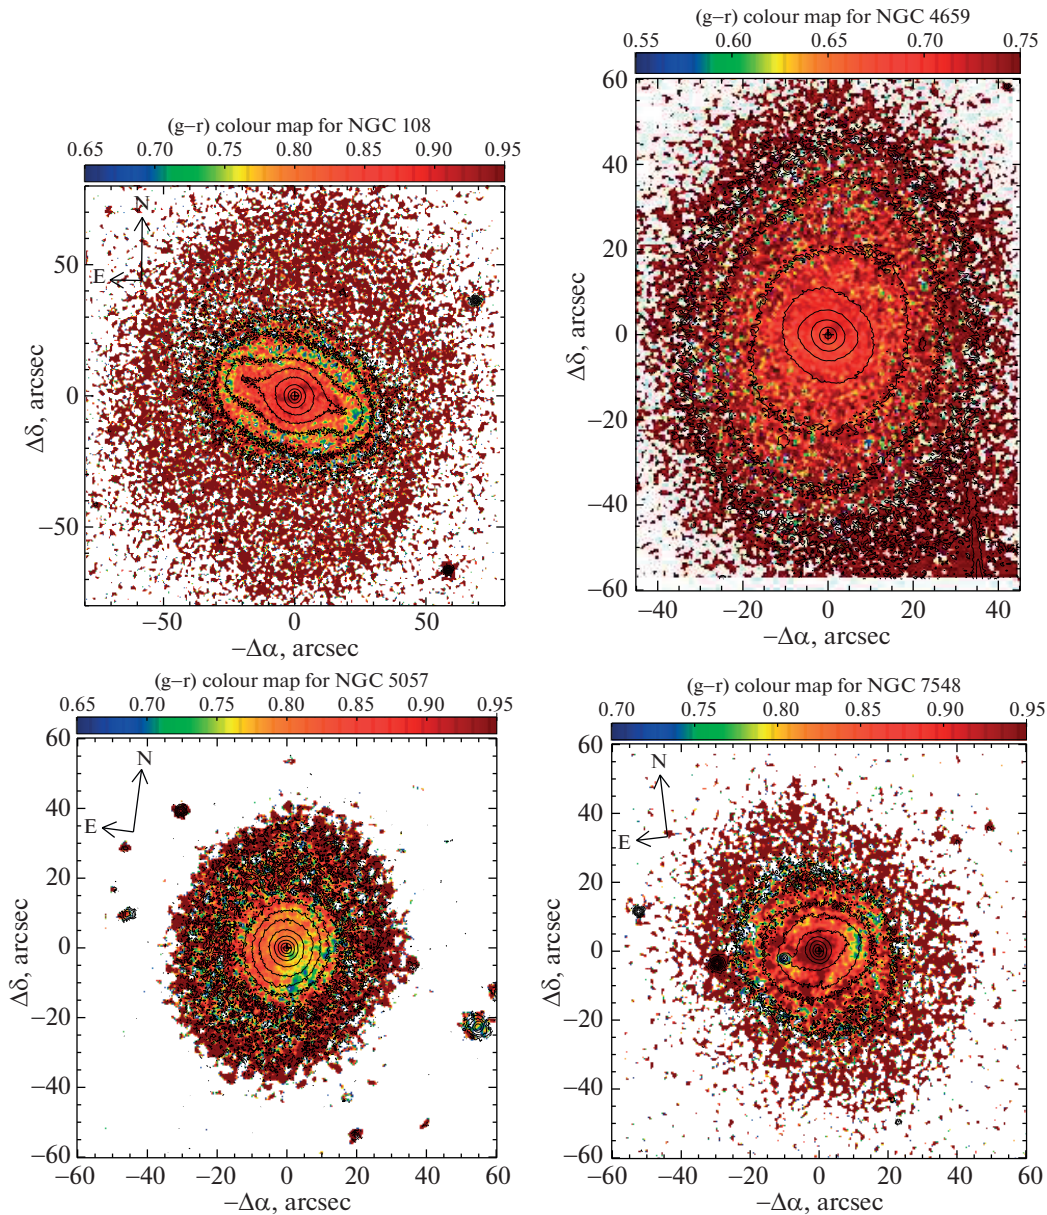 (g−r) colour map for NGC 4659
0.55 0.60 0.65 0.70 0.75
60
40
20
0
−20
−40
−60
Δδ, arcsec
−40 −20 0 20 40
−Δα, arcsec
(g−r) colour map for NGC 108
0.65 0.70 0.75 0.80 0.85 0.90 0.95
N
E
50
0
−50
Δδ, arcsec
−50 0 50
−Δα, arcsec
(g−r) colour map for NGC 5057
0.65 0.70 0.75 0.80 0.85 0.90 0.95
60
N
E
40
20
0
−20
−40
60
Δδ, arcsec
−60 −40 −20 0 20 40 60
−Δα, arcsec
(g−r) colour map for NGC 7548
0.70 0.75 0.80 0.85 0.90 0.95
60
N
E
40
20
0
−20
−40
−60
Δδ, arcsec
−60 −40 −20 0 20 40 60
−Δα, arcsec